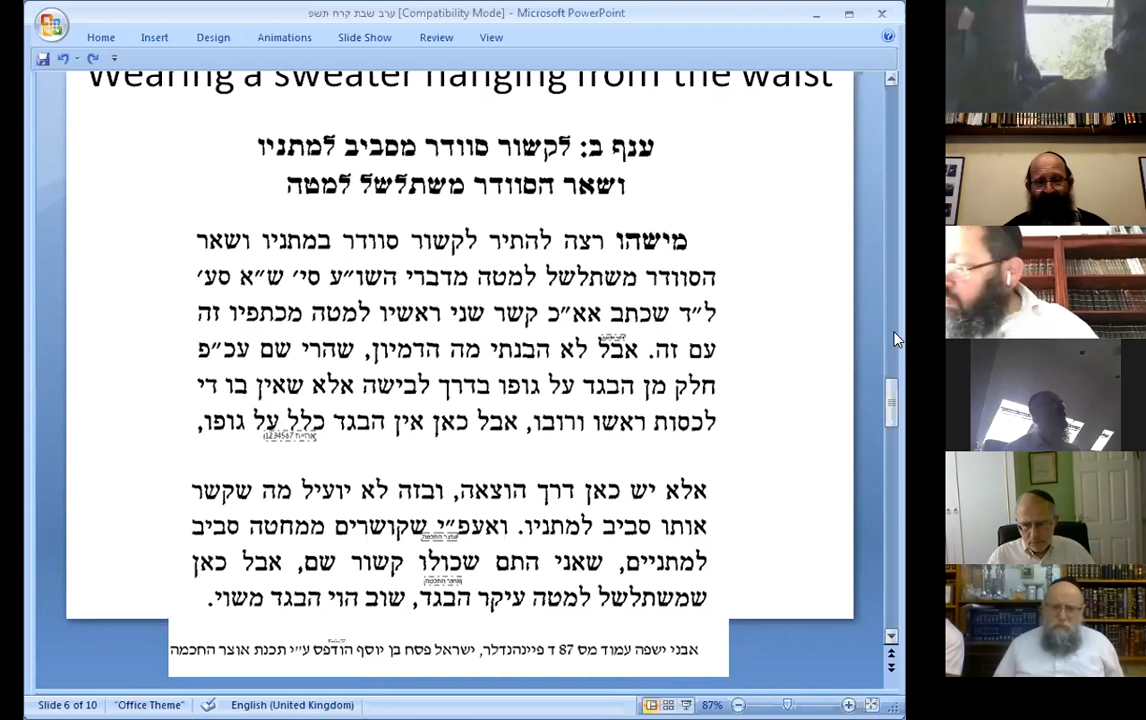 ערב שבת קרח תשפ [Compatibility Mode] - Microsoft PowerPoint
Home Insert Design Animations Slide Show Review View
Wearing a sweater hanging from the waist
ענף ב: לקשור סוודר מסביב למתניו
ושאר הסוודר משתלשל למטה
מישהו רצה להתיר לקשור סוודר במתניו ושאר
הסוודר משתלשל למטה מדברי השו״ע סי׳ ש״א סע׳
ל״ד שכתב אא״כ קשר שני ראשיו למטה מכתפיו זה
עם זה. אבל לא הבנתי מה הדמיון, שהרי שם עכ״פ
חלק מן הבגד על גופו בדרך לבישה אלא שאין בו די
לכסות ראשו ורובו, אבל כאן אין הבגד כלל על גופו,
אה״ח 1234567
אלא יש כאן דרך הוצאה, ובזה לא יועיל מה שקשר
אותו סביב למתניו. ואעפ״י שקושרים ממחטה סביב
אוצר החכמה
למתניים, שאני התם שכולו קשור שם, אבל כאן
אוצר החכמה
שמשתלשל למטה עיקר הבגד, שוב הוי הבגד משוי.
אבני ישפה עמוד מס 87 ד פיינהנדלר, ישראל פסח בן יוסף הודפס ע״י תכנת אוצר החכמה
Slide 6 of 10 "Office Theme" English (United Kingdom) 87%